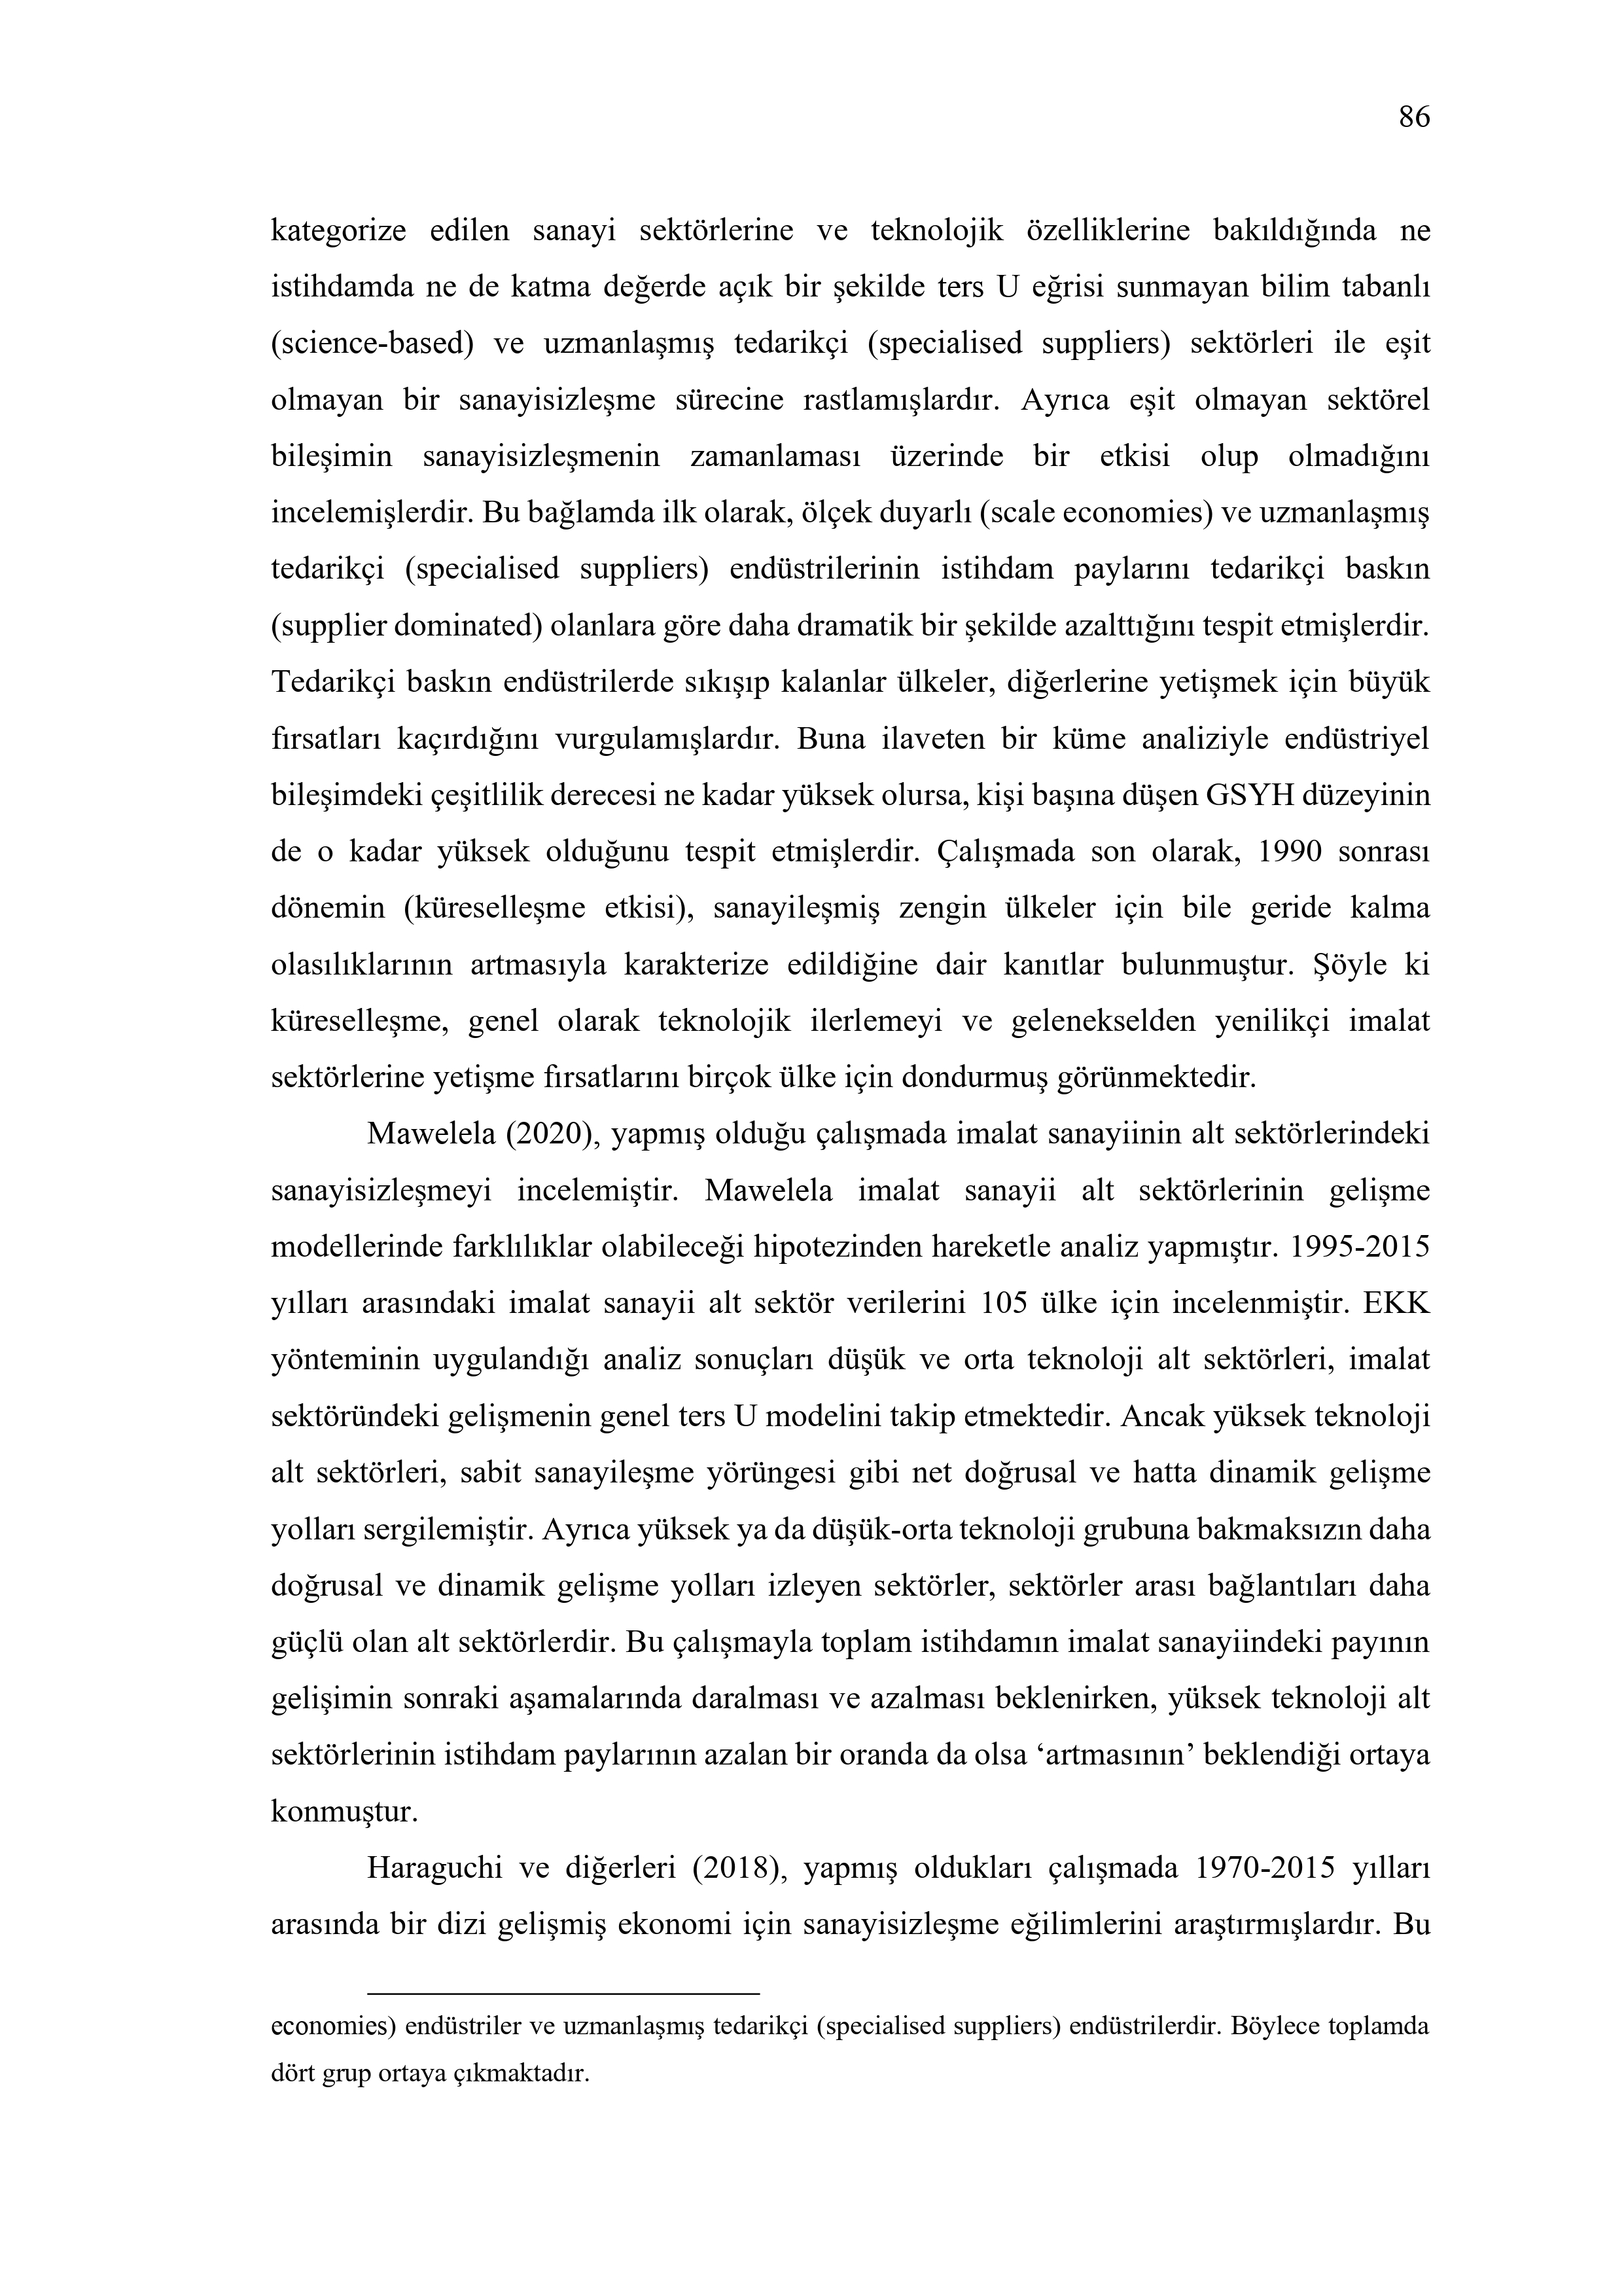 86
kategorize edilen sanayi sektörlerine ve teknolojik özelliklerine bakıldığında ne
istihdamda ne de katma değerde açık bir şekilde ters U eğrisi sunmayan bilim tabanlı
(science-based) ve uzmanlaşmış tedarikçi (specialised suppliers) sektörleri ile eşit
olmayan bir sanayisizleşme sürecine rastlamışlardır. Ayrıca eşit olmayan sektörel
bileşimin sanayisizleşmenin zamanlaması üzerinde bir etkisi olup olmadığını
incelemişlerdir. Bu bağlamda ilk olarak, ölçek duyarlı (scale economies) ve uzmanlaşmış
tedarikçi (specialised suppliers) endüstrilerinin istihdam paylarını tedarikçi baskın
(supplier dominated) olanlara göre daha dramatik bir şekilde azalttığını tespit etmişlerdir.
Tedarikçi baskın endüstrilerde sıkışıp kalanlar ülkeler, diğerlerine yetişmek için büyük
fırsatları kaçırdığını vurgulamışlardır. Buna ilaveten bir küme analiziyle endüstriyel
bileşimdeki çeşitlilik derecesi ne kadar yüksek olursa, kişi başına düşen GSYH düzeyinin
de o kadar yüksek olduğunu tespit etmişlerdir. Çalışmada son olarak, 1990 sonrası
dönemin (küreselleşme etkisi), sanayileşmiş zengin ülkeler için bile geride kalma
olasılıklarının artmasıyla karakterize edildiğine dair kanıtlar bulunmuştur. Şöyle ki
küreselleşme, genel olarak teknolojik ilerlemeyi ve gelenekselden yenilikçi imalat
sektörlerine yetişme fırsatlarını birçok ülke için dondurmuş görünmektedir.
Mawelela (2020), yapmış olduğu çalışmada imalat sanayiinin alt sektörlerindeki
sanayisizleşmeyi incelemiştir. Mawelela imalat sanayii alt sektörlerinin gelişme
modellerinde farklılıklar olabileceği hipotezinden hareketle analiz yapmıştır. 1995-2015
yılları arasındaki imalat sanayii alt sektör verilerini 105 ülke için incelenmiştir. EKK
yönteminin uygulandığı analiz sonuçları düşük ve orta teknoloji alt sektörleri, imalat
sektöründeki gelişmenin genel ters U modelini takip etmektedir. Ancak yüksek teknoloji
alt sektörleri, sabit sanayileşme yörüngesi gibi net doğrusal ve hatta dinamik gelişme
yolları sergilemiştir. Ayrıca yüksek ya da düşük-orta teknoloji grubuna bakmaksızın daha
doğrusal ve dinamik gelişme yolları izleyen sektörler, sektörler arası bağlantıları daha
güçlü olan alt sektörlerdir. Bu çalışmayla toplam istihdamın imalat sanayiindeki payının
gelişimin sonraki aşamalarında daralması ve azalması beklenirken, yüksek teknoloji alt
sektörlerinin istihdam paylarının azalan bir oranda da olsa ‘artmasının’ beklendiği ortaya
konmuştur.
Haraguchi ve diğerleri (2018), yapmış oldukları çalışmada 1970-2015 yılları
arasında bir dizi gelişmiş ekonomi için sanayisizleşme eğilimlerini araştırmışlardır. Bu
economies) endüstriler ve uzmanlaşmış tedarikçi (specialised suppliers) endüstrilerdir. Böylece toplamda
dört grup ortaya çıkmaktadır.